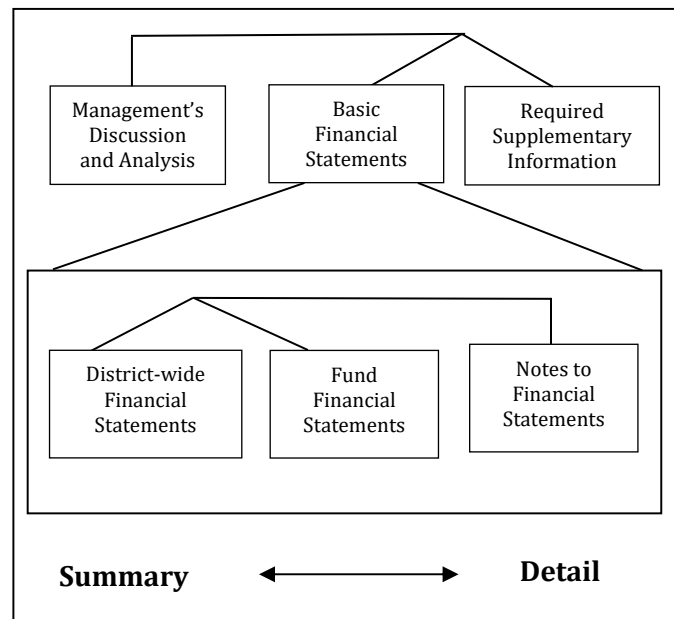 Management’s
Discussion
and Analysis
Basic
Financial
Statements
Required
Supplementary
Information
District-wide
Financial
Statements
Fund
Financial
Statements
Notes to
Financial
Statements
Summary
Detail